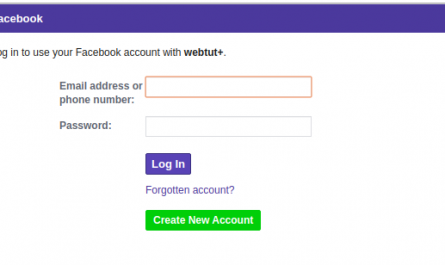 acebook
og in to use your Facebook account with webtut+.
Email address or
phone number:
Password:
Log In
Forgotten account?
Create New Account